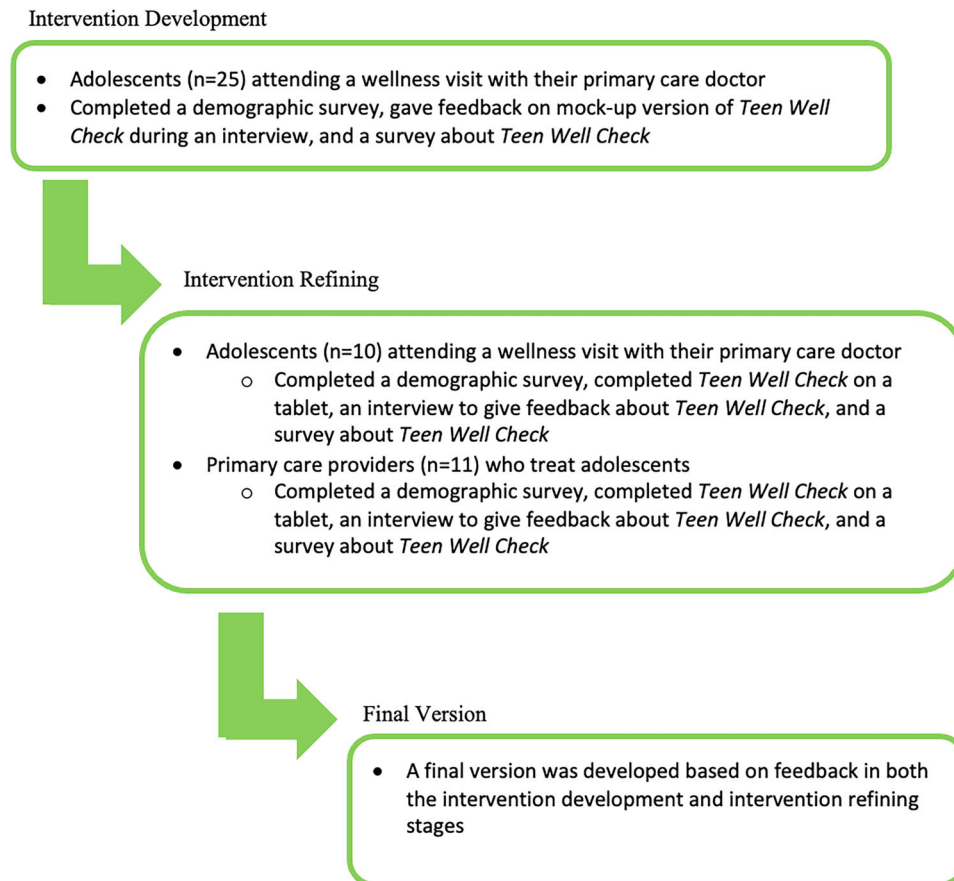 Intervention Development
• Adolescents (n=25) attending a wellness visit with their primary care doctor
• Completed a demographic survey, gave feedback on mock-up version of Teen Well
Check during an interview, and a survey about Teen Well Check
Intervention Refining
• Adolescents (n=10) attending a wellness visit with their primary care doctor
o Completed a demographic survey, completed Teen Well Check on a
tablet, an interview to give feedback about Teen Well Check, and a
survey about Teen Well Check
• Primary care providers (n=11) who treat adolescents
o Completed a demographic survey, completed Teen Well Check on a
tablet, an interview to give feedback about Teen Well Check, and a
survey about Teen Well Check
Final Version
• A final version was developed based on feedback in both
the intervention development and intervention refining
stages